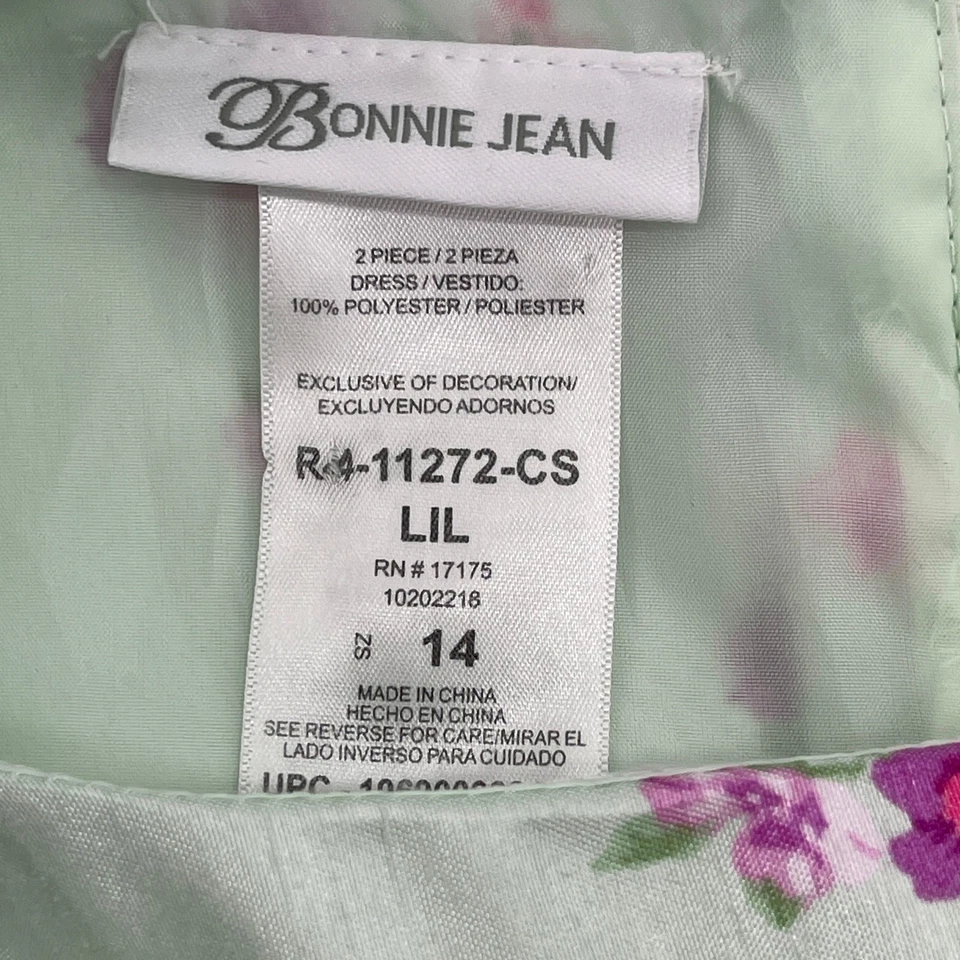 BONNIE JEAN
2 PIECE / 2 PIEZA
DRESS / VESTIDO:
100% POLYESTER / POLIESTER
EXCLUSIVE OF DECORATION/
EXCLUYENDO ADORNOS
R4-11272-CS
LIL
RN # 17175
10202218
ZS 14
MADE IN CHINA
HECHO EN CHINA
SEE REVERSE FOR CARE/MIRAR EL
LADO INVERSO PARA CUIDADO
UPC -